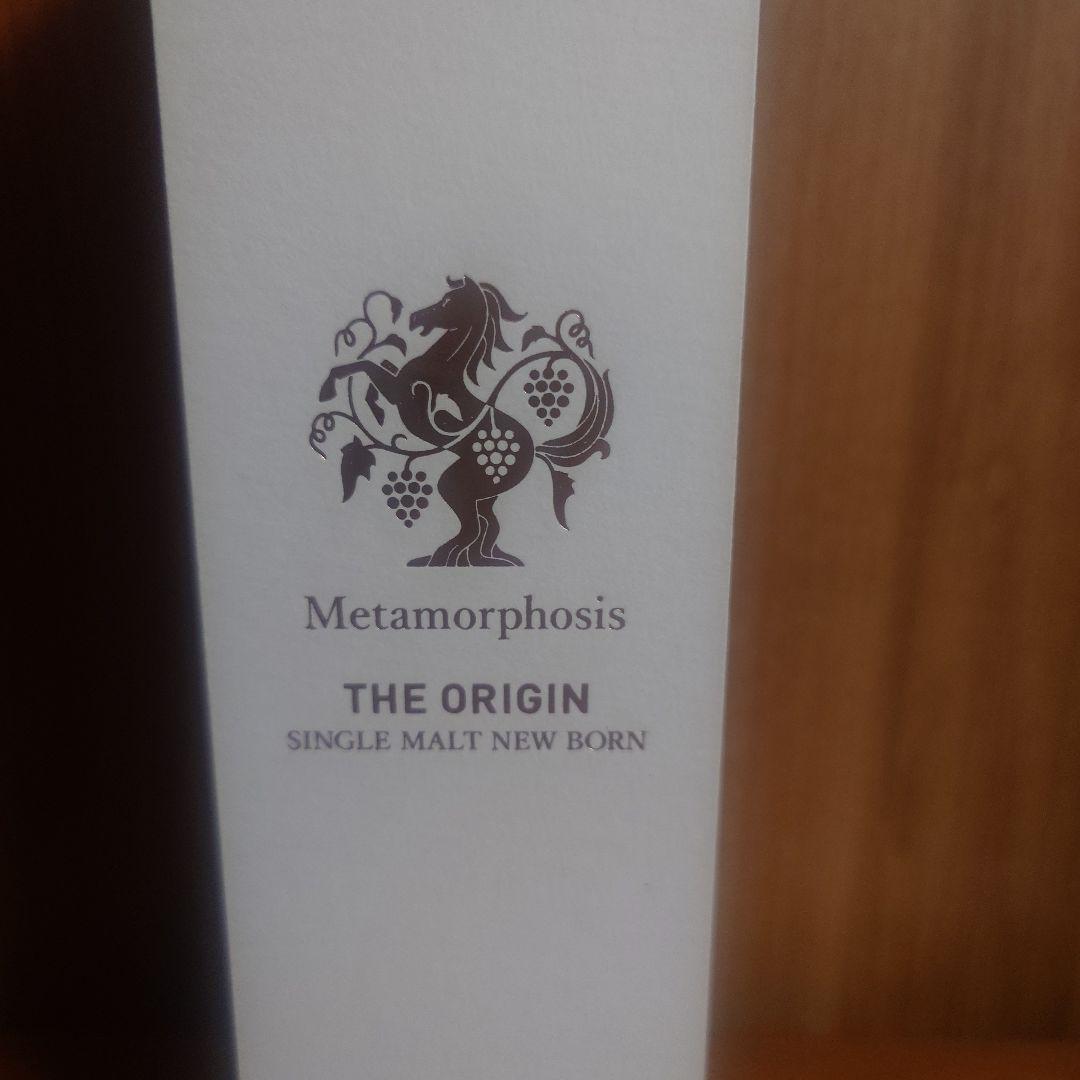 Metamorphosis
THE ORIGIN
SINGLE MALT NEW BORN